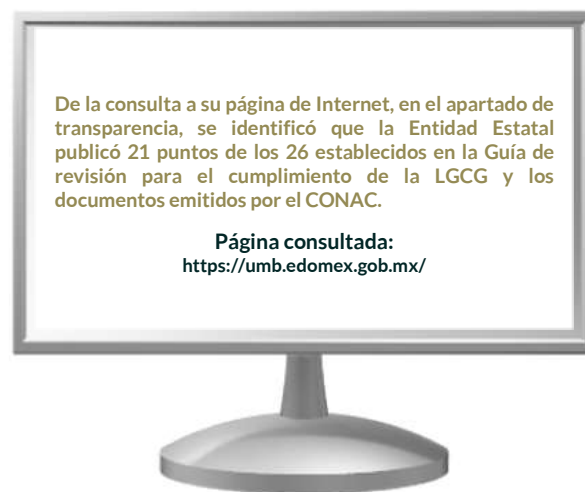 De la consulta a su página de Internet, en el apartado de
transparencia, se identificó que la Entidad Estatal
publicó 21 puntos de los 26 establecidos en la Guía de
revisión para el cumplimiento de la LGCG y los
documentos emitidos por el CONAC.
Página consultada:
https://umb.edomex.gob.mx/